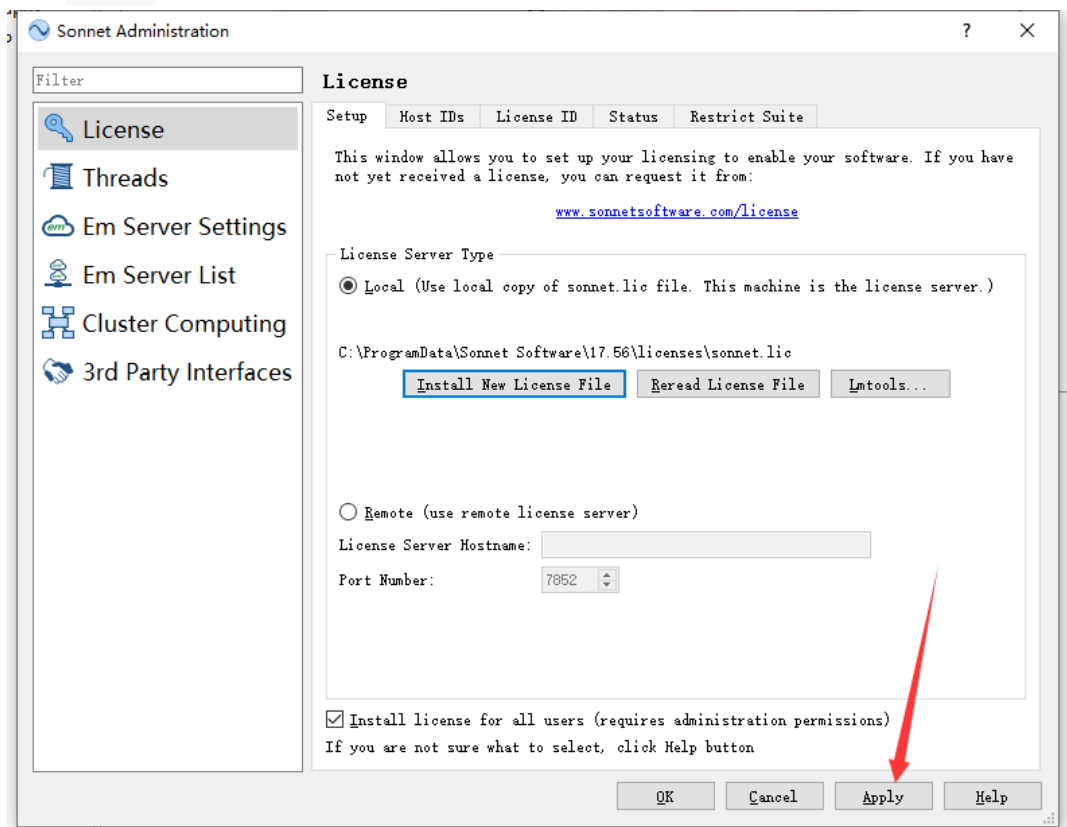 Sonnet Administration
?
Filter
License
Threads
Em Server Settings
Em Server List
Cluster Computing
3rd Party Interfaces
License
Setup Host IDs License ID Status Restrict Suite
This window allows you to set up your licensing to enable your software. If you have
not yet received a license, you can request it from:
www.sonnetsoftware.com/license
License Server Type
Local (Use local copy of sonnet.lic file. This machine is the license server.)
C:\ProgramData\Sonnet Software\17.56\licenses\sonnet.lic
Install New License File Reread License File Lmtools...
Remote (use remote license server)
License Server Hostname:
Port Number: 7852
Install license for all users (requires administration permissions)
If you are not sure what to select, click Help button
OK Cancel Apply Help